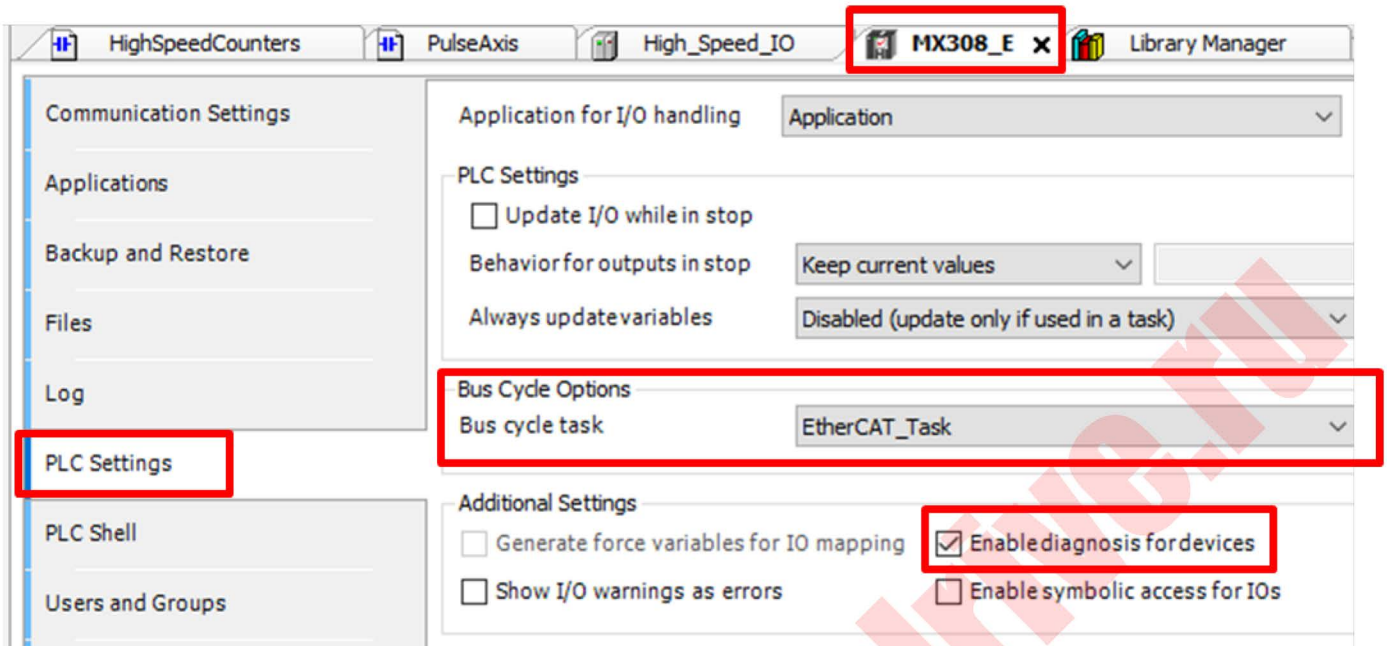 HighSpeedCounters PulseAxis High_Speed_IO MX308_E x Library Manager
Communication Settings
Applications
Backup and Restore
Files
Log
PLC Settings
PLC Shell
Users and Groups
Application for I/O handling Application
PLC Settings
Update I/O while in stop
Behavior for outputs in stop Keep current values
Always update variables Disabled (update only if used in a task)
Bus Cycle Options
Bus cycle task EtherCAT_Task
Additional Settings
Generate force variables for IO mapping Enable diagnosis for devices
Show I/O warnings as errors Enable symbolic access for IOs
rive.ru